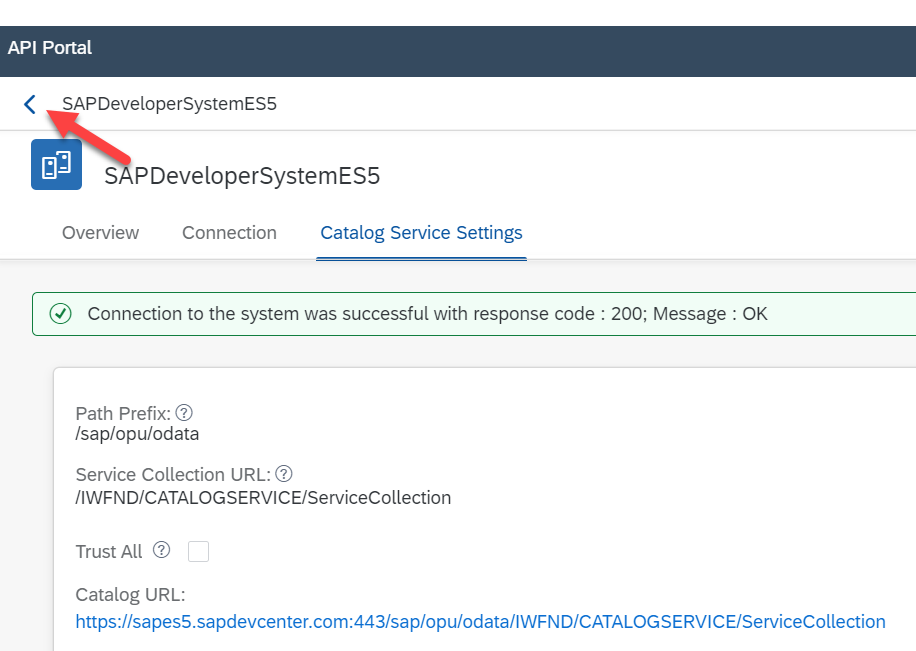 API Portal
SAPDeveloperSystemES5
SAPDeveloperSystemES5
Overview Connection Catalog Service Settings
Connection to the system was successful with response code : 200; Message : OK
Path Prefix: ?
/sap/opu/odata
Service Collection URL: ?
/IWFND/CATALOGSERVICE/ServiceCollection
Trust All ?
Catalog URL:
https://sapes5.sapdevcenter.com:443/sap/opu/odata/IWFND/CATALOGSERVICE/ServiceCollection